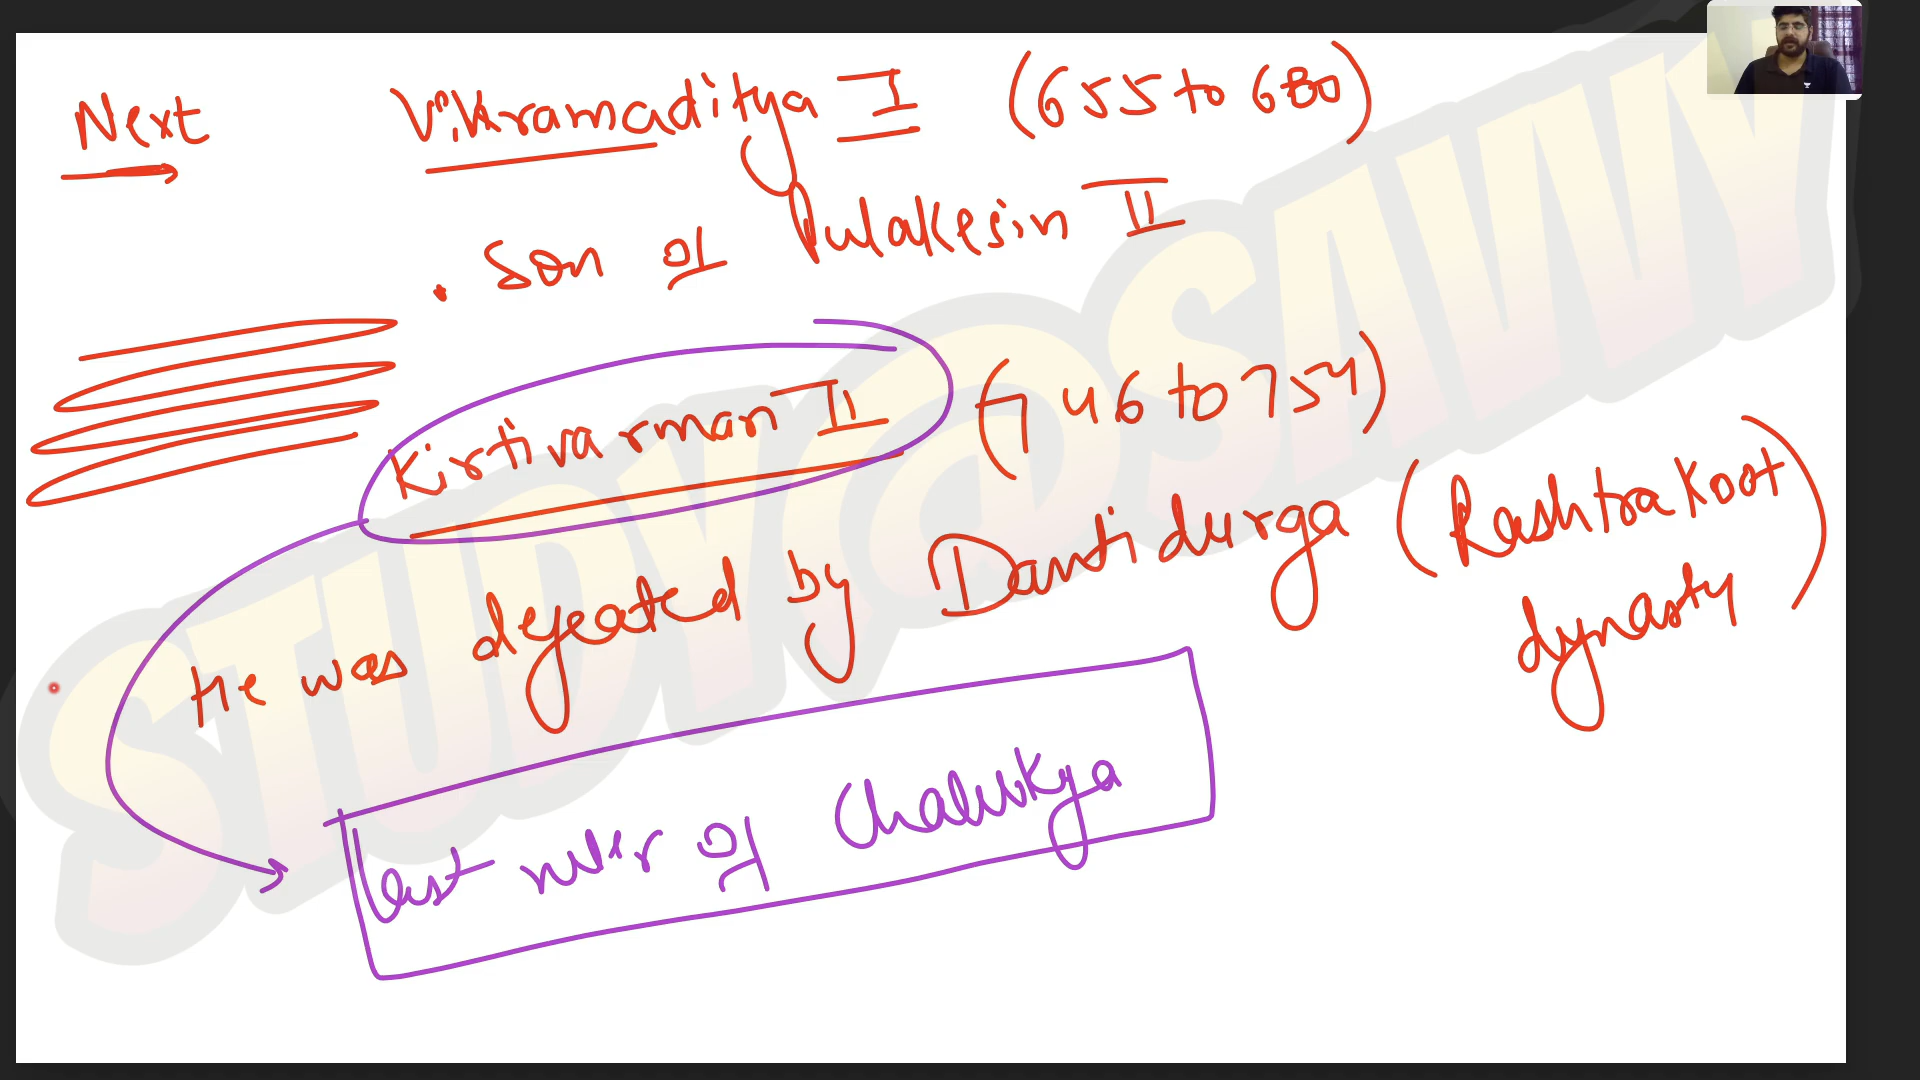 Next Vikramaditya I (655 to 680)
. Son of Pulakesin II
Kirtivarman II (746 to 754)
He was defeated by Dantidurga (Rashtrakoot
dynasty)
last ruler of Chalukya
STUDY@SAVVY